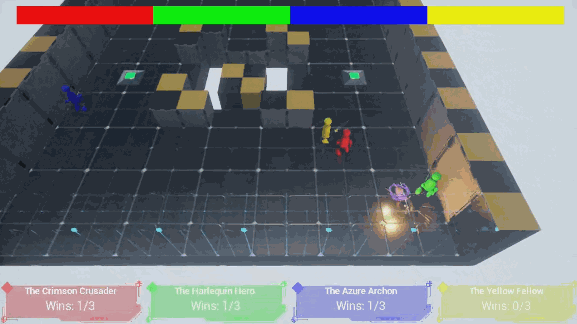 The Crimson Crusader
Wins: 1/3
The Harlequin Hero
Wins: 1/3
The Azure Archon
Wins: 1/3
The Yellow Fellow
Wins: 0/3